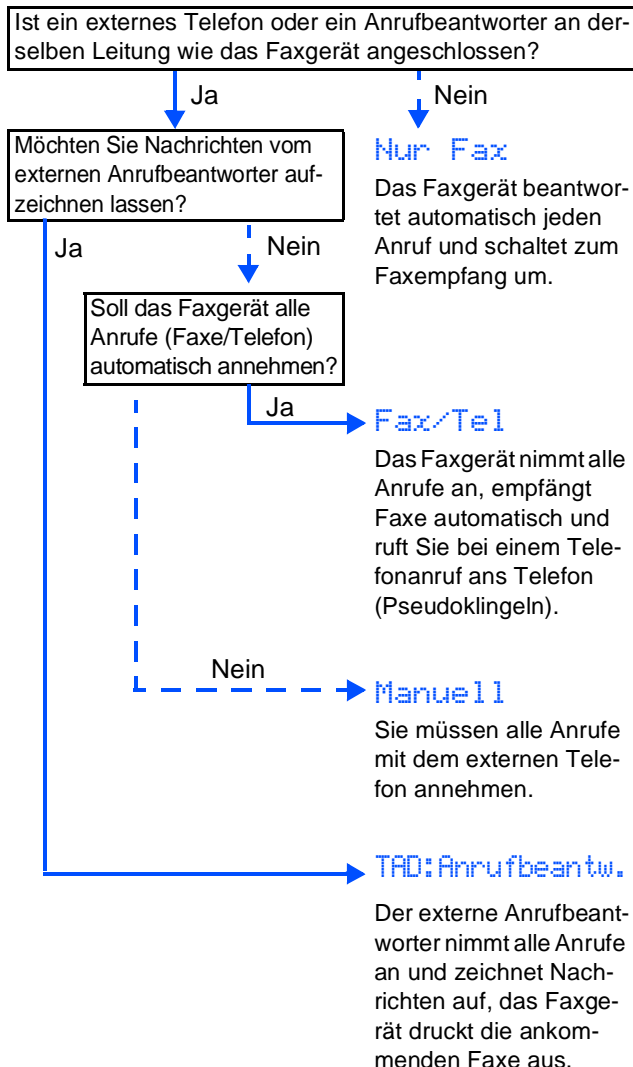 Ist ein externes Telefon oder ein Anrufbeantworter an der-
selben Leitung wie das Faxgerät angeschlossen?
Ja
Nein
Möchten Sie Nachrichten vom
externen Anrufbeantworter auf-
zeichnen lassen?
Nur Fax
Das Faxgerät beantwor-
tet automatisch jeden
Anruf und schaltet zum
Faxempfang um.
Ja
Nein
Soll das Faxgerät alle
Anrufe (Faxe/Telefon)
automatisch annehmen?
Ja
Fax/Tel
Das Faxgerät nimmt alle
Anrufe an, empfängt
Faxe automatisch und
ruft Sie bei einem Tele-
fonanruf ans Telefon
(Pseudoklingeln).
Nein
Manuell
Sie müssen alle Anrufe
mit dem externen Tele-
fon annehmen.
TAD:Anrufbeantw.
Der externe Anrufbeant-
worter nimmt alle Anrufe
an und zeichnet Nach-
richten auf, das Faxge-
rät druckt die ankom-
menden Faxe aus.